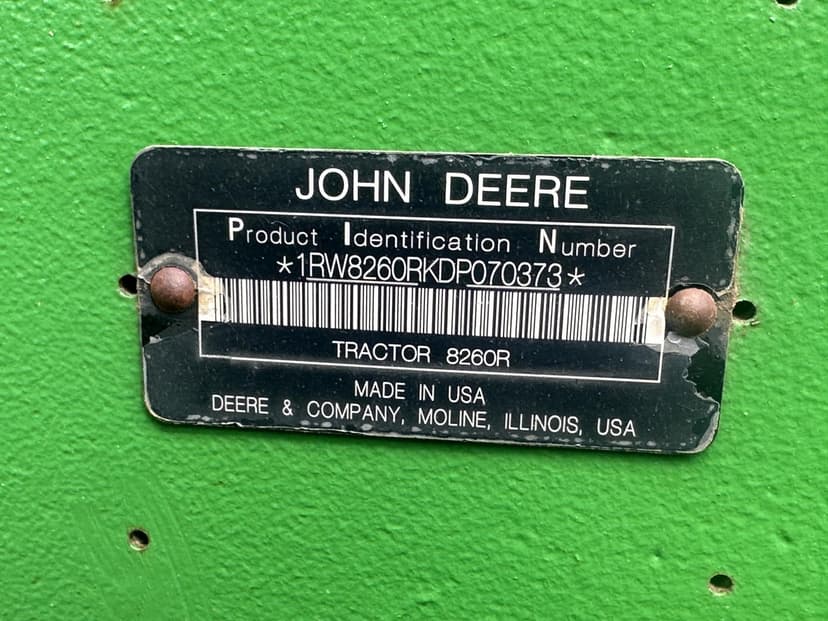 JOHN DEERE
Product Identification Number
*1RW8260RKDP070373*
TRACTOR 8260R
MADE IN USA
DEERE & COMPANY, MOLINE, ILLINOIS, USA